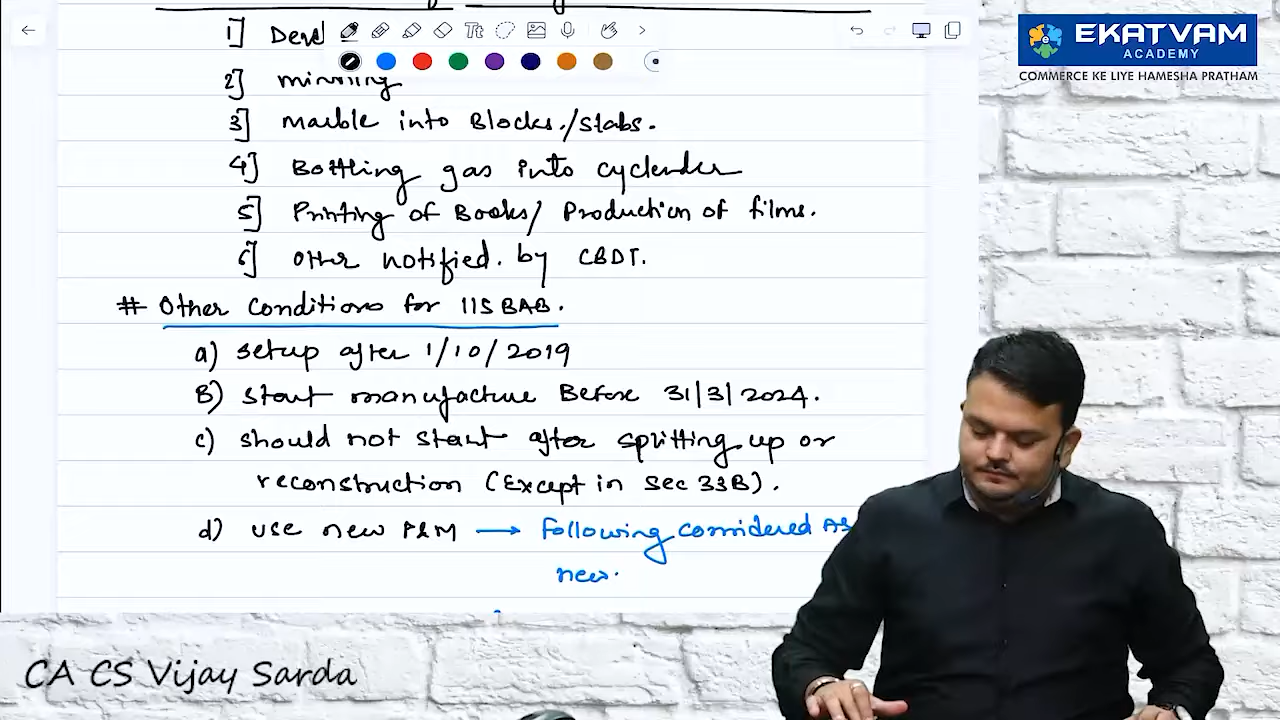 1] Devel
EKATVAM
ACADEMY
COMMERCE KE LIYE HAMESHA PRATHAM
2] Minning
3] Marble into Blocks./Slabs.
4] Bottling gas into cyclender
5] Printing of Books/ Production of films.
6] Other notified. by CBDT.
# Other Conditions for 115BAB.
a) setup after 1/10/2019
B) Start manufacture Before 31/3/2024.
c) should not start after splitting up or
reconstruction (Except in Sec 33B).
d) use new P&M → Following considered AS
new.
CA CS Vijay Sarda